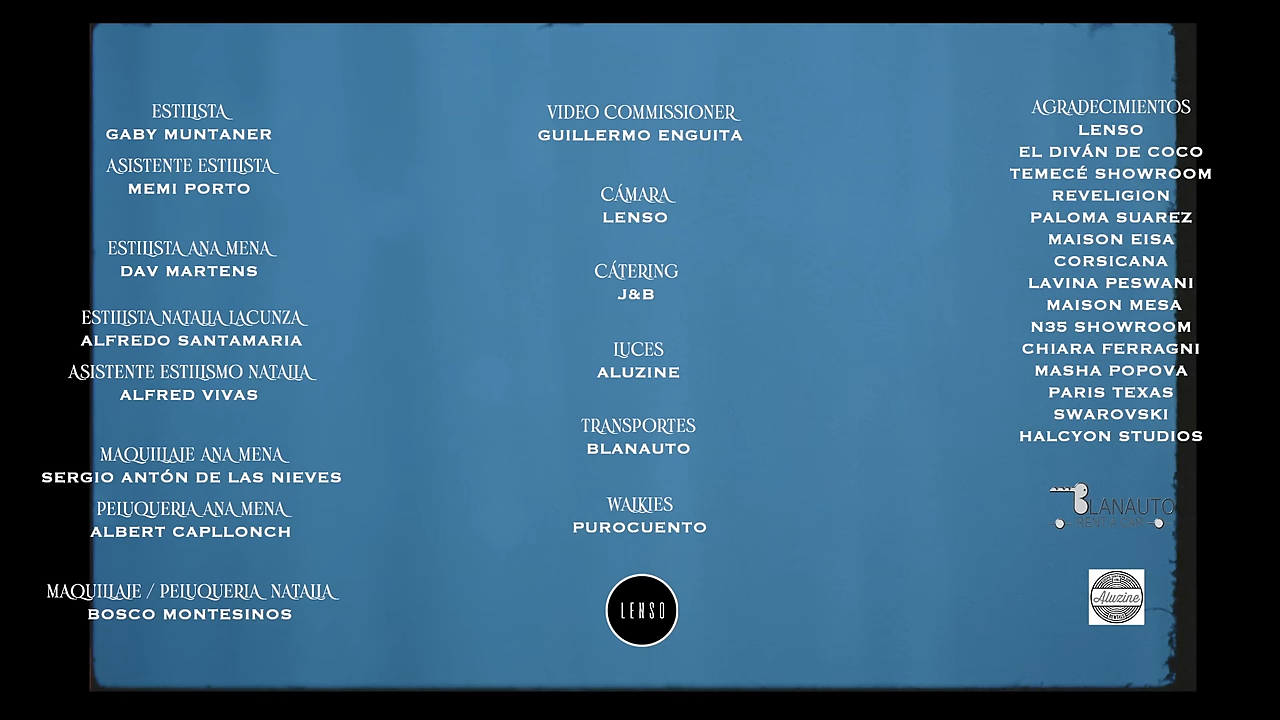 ESTILISTA
GABY MUNTANER
ASISTENTE ESTILISTA
MEMI PORTO
ESTILISTA ANA MENA
DAV MARTENS
ESTILISTA NATALIA LACUNZA
ALFREDO SANTAMARIA
ASISTENTE ESTILISMO NATALIA
ALFRED VIVAS
MAQUILLAJE ANA MENA
SERGIO ANTÓN DE LAS NIEVES
PELUQUERIA ANA MENA
ALBERT CAPLLONCH
MAQUILLAJE / PELUQUERIA NATALIA
BOSCO MONTESINOS
VIDEO COMMISSIONER
GUILLERMO ENGUITA
CÁMARA
LENSO
CÁTERING
J&B
LUCES
ALUZINE
TRANSPORTES
BLANAUTO
WALKIES
PUROCUENTO
LENSO
AGRADECIMIENTOS
LENSO
EL DIVÁN DE COCO
TEMECÉ SHOWROOM
REVELIGION
PALOMA SUAREZ
MAISON EISA
CORSICANA
LAVINA PESWANI
MAISON MESA
N35 SHOWROOM
CHIARA FERRAGNI
MASHA POPOVA
PARIS TEXAS
SWAROVSKI
HALCYON STUDIOS
BLANAUTO
RENT A CAR
Aluzine